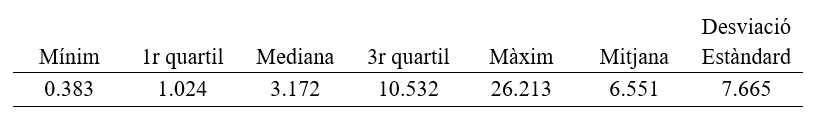 Desviació
Mínim 1r quartil Mediana 3r quartil Màxim Mitjana Estàndard
0.383 1.024 3.172 10.532 26.213 6.551 7.665